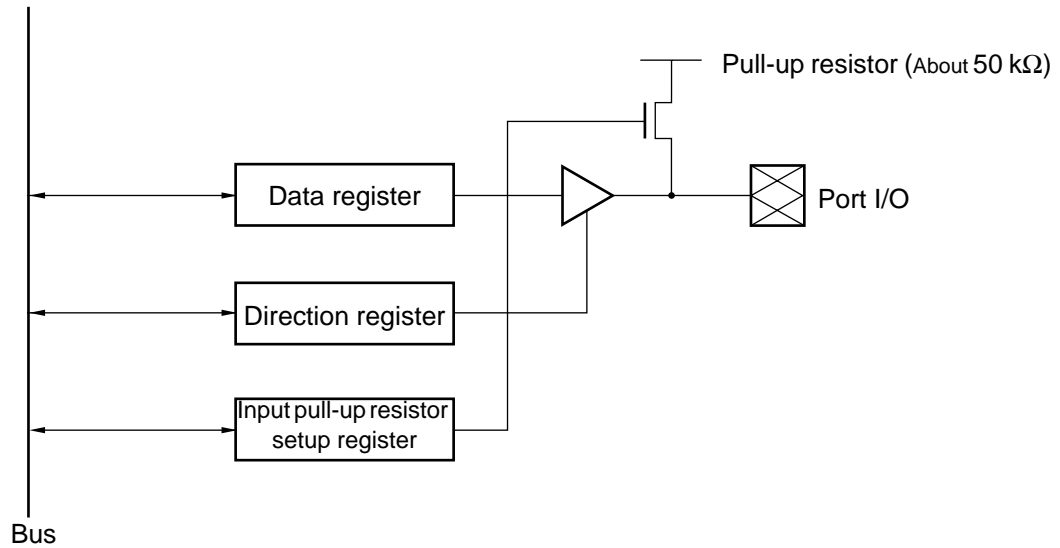 Pull-up resistor (About 50 kΩ)
Data register
Port I/O
Direction register
Input pull-up resistor
setup register
Bus